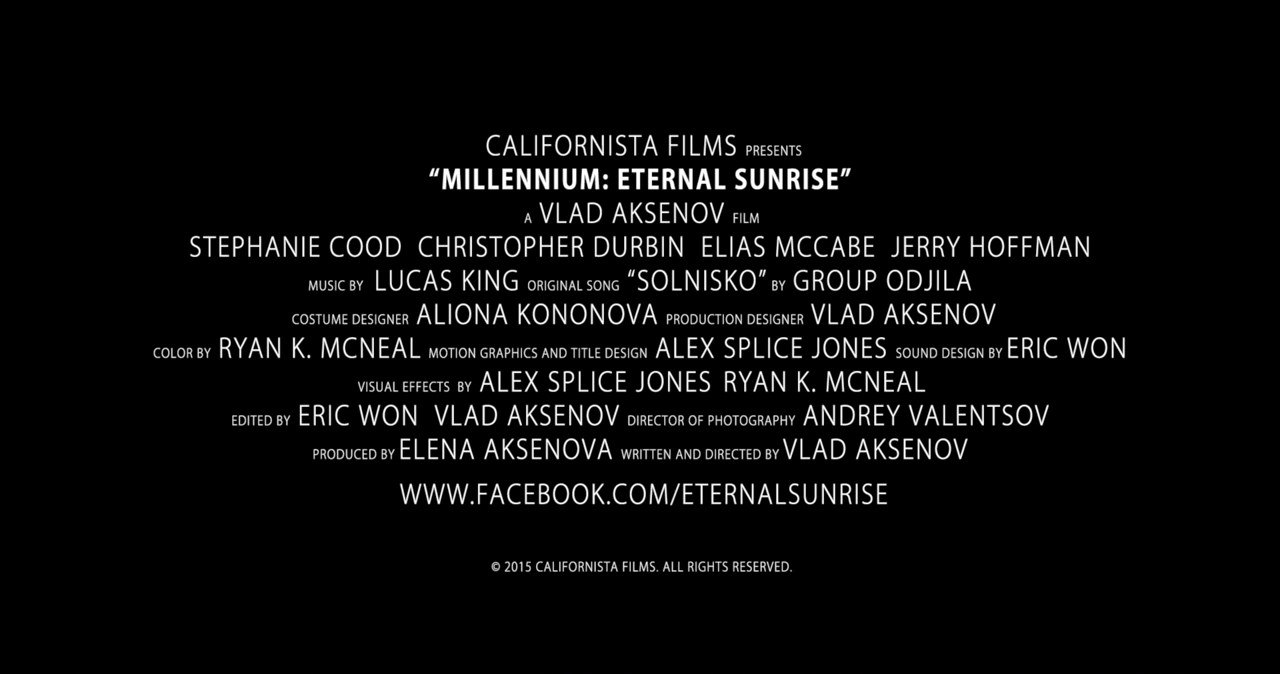 CALIFORNISTA FILMS PRESENTS
“MILLENNIUM: ETERNAL SUNRISE”
A VLAD AKSENOV FILM
STEPHANIE COOD CHRISTOPHER DURBIN ELIAS MCCABE JERRY HOFFMAN
MUSIC BY LUCAS KING ORIGINAL SONG “SOLNISKO” BY GROUP ODJILA
COSTUME DESIGNER ALIONA KONONOVA PRODUCTION DESIGNER VLAD AKSENOV
COLOR BY RYAN K. MCNEAL MOTION GRAPHICS AND TITLE DESIGN ALEX SPLICE JONES SOUND DESIGN BY ERIC WON
VISUAL EFFECTS BY ALEX SPLICE JONES RYAN K. MCNEAL
EDITED BY ERIC WON VLAD AKSENOV DIRECTOR OF PHOTOGRAPHY ANDREY VALENTSOV
PRODUCED BY ELENA AKSENOVA WRITTEN AND DIRECTED BY VLAD AKSENOV
WWW.FACEBOOK.COM/ETERNALSUNRISE
© 2015 CALIFORNISTA FILMS. ALL RIGHTS RESERVED.